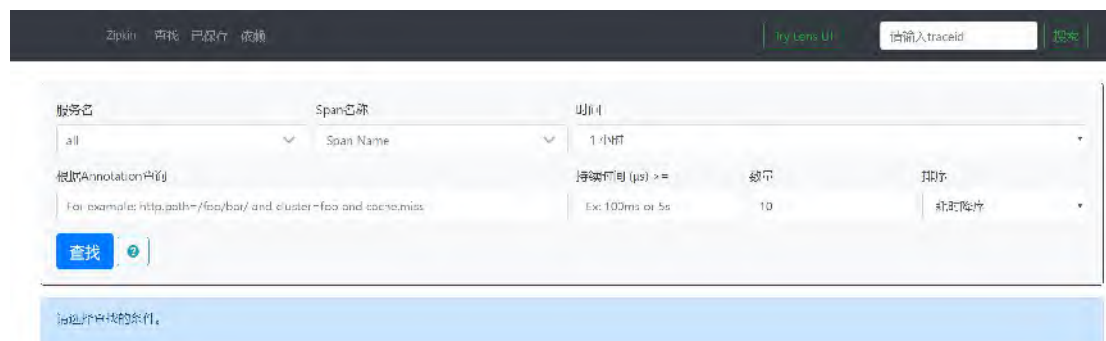 Zipkin 查找 已保存 依赖 Try Lens UI 请输入traceid 搜索
服务名 Span名称 时间
all Span Name 1 小时
根据Annotation查询 持续时间 (μs) >= 数量 排序
For example: http.path=/foo/bar/ and cluster=foo and cache.miss Ex: 100ms or 5s 10 耗时降序
查找
请选择查找的条件。